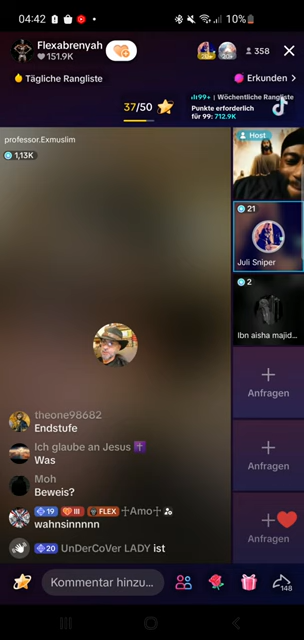 04:42
10%
Flexabrenyah
151.9K
358
Tägliche Rangliste
Erkunden >
37/50
99+ | Wöchentliche Rangliste
Punkte erforderlich
für 99: 712.9K
professor.Exmuslim
1,13K
Host
21
Juli Sniper
2
Ibn aisha majid...
Anfragen
Anfragen
Anfragen
theone98682
Endstufe
Ich glaube an Jesus
Was
Moh
Beweis?
19 III FLEX Amo
wahnsinnnnn
20 UnDerCoVer LADY ist
Kommentar hinzu...
148